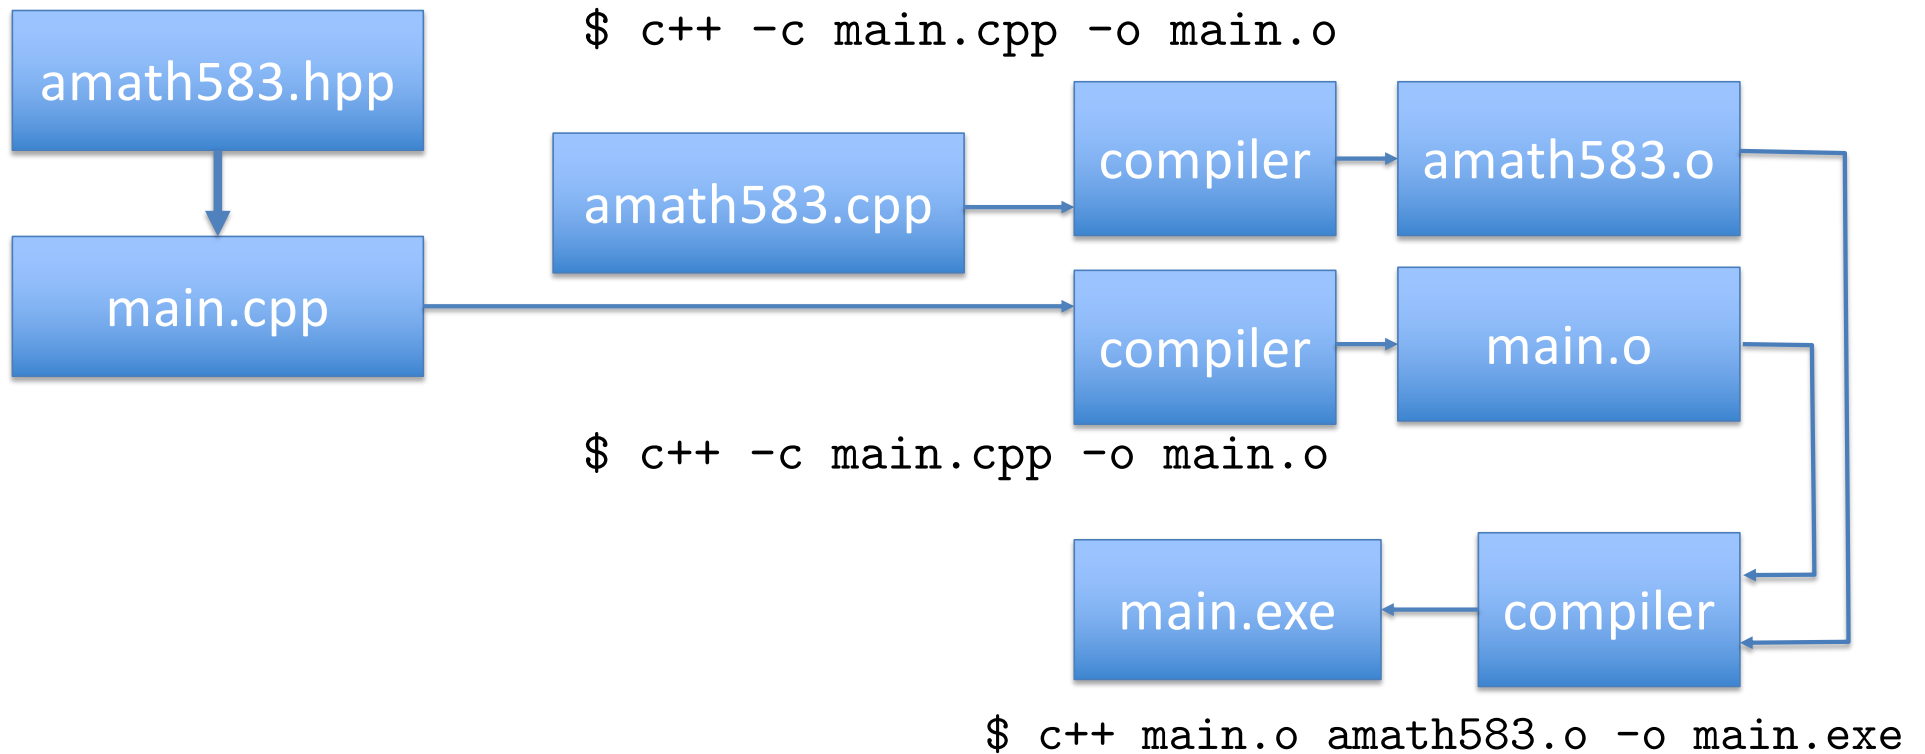 $ c++ -c main.cpp -o main.o
amath583.hpp
compiler
amath583.o
amath583.cpp
main.cpp
compiler
main.o
$ c++ -c main.cpp -o main.o
main.exe
compiler
$ c++ main.o amath583.o -o main.exe